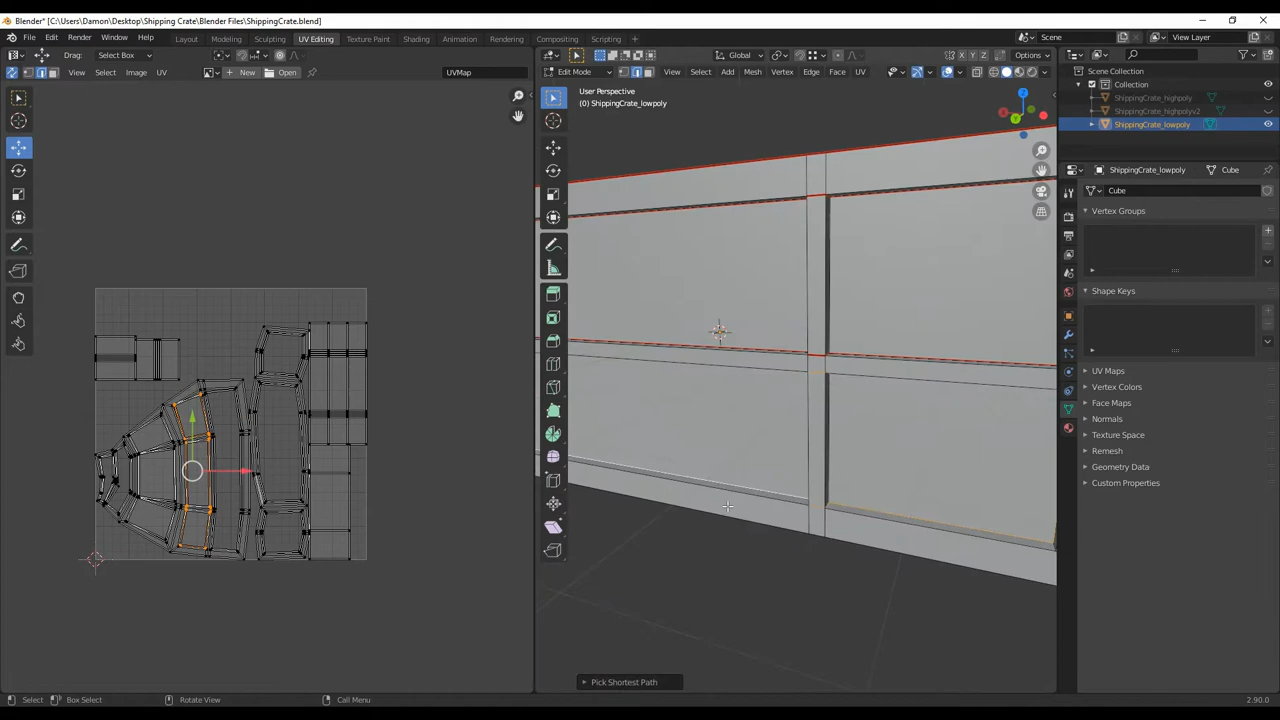 Blender* [C:\Users\Damon\Desktop\Shipping Crate\Blender Files\ShippingCrate.blend]
File Edit Render Window Help Layout Modeling Sculpting UV Editing Texture Paint Shading Animation Rendering Compositing Scripting + Scene View Layer
Drag: Select Box Global Options
View Select Image UV New Open UVMap Edit Mode View Select Add Mesh Vertex Edge Face UV
Scene Collection
Collection
ShippingCrate_highpoly
ShippingCrate_highpolyv2
ShippingCrate_lowpoly
User Perspective
(0) ShippingCrate_lowpoly
X Y Z
Z
ShippingCrate_lowpoly Cube
Cube
Vertex Groups
Shape Keys
UV Maps
Vertex Colors
Face Maps
Normals
Texture Space
Remesh
Geometry Data
Custom Properties
Pick Shortest Path
Select Box Select Rotate View Call Menu 2.90.0